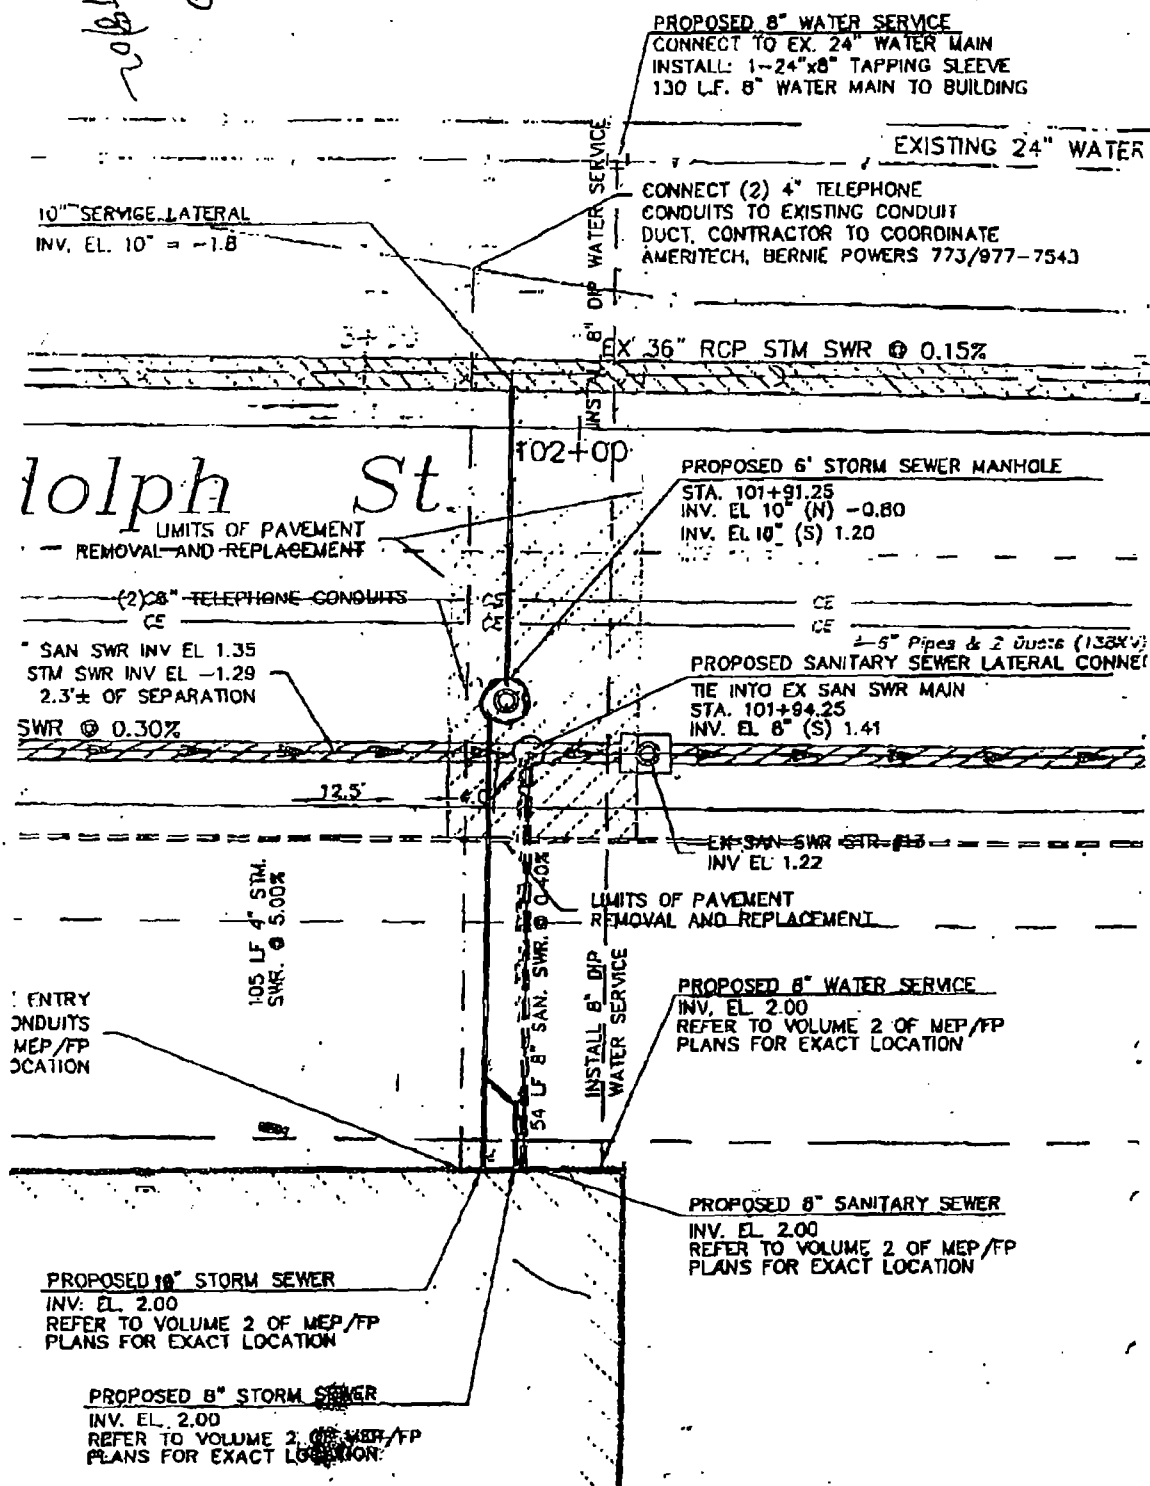 PROPOSED 8" WATER SERVICE
CONNECT TO EX. 24" WATER MAIN
INSTALL: 1-24"x8" TAPPING SLEEVE
130 L.F. 8" WATER MAIN TO BUILDING
EXISTING 24" WATER
10" SERVICE LATERAL
INV. EL. 10" = -1.8
CONNECT (2) 4" TELEPHONE
CONDUITS TO EXISTING CONDUIT
DUCT, CONTRACTOR TO COORDINATE
AMERITECH, BERNIE POWERS 773/977-7543
INSTALL 8" DIP WATER SERVICE
EX 36" RCP STM SWR @ 0.15%
102+00
dolph St.
LIMITS OF PAVEMENT
REMOVAL AND REPLACEMENT
PROPOSED 6' STORM SEWER MANHOLE
STA. 101+91.25
INV. EL 10" (N) -0.80
INV. EL 10" (S) 1.20
(2) 8" TELEPHONE CONDUITS
CE
CE
CE
CE
CE
" SAN SWR INV EL 1.35
STM SWR INV EL -1.29
2.3'± OF SEPARATION
SWR @ 0.30%
5" Pipes & 2 Ducts (138KV)
PROPOSED SANITARY SEWER LATERAL CONNE
TIE INTO EX SAN SWR MAIN
STA. 101+94.25
INV. EL 8" (S) 1.41
12.5'
EX SAN SWR STR #13
INV EL 1.22
LIMITS OF PAVEMENT
REMOVAL AND REPLACEMENT
105 LF 4" STM.
SWR. @ 5.00%
54 LF 8" SAN. SWR. @ 0.40%
INSTALL 8" DIP
WATER SERVICE
ENTRY
ONDUITS
MEP/FP
OCATION
PROPOSED 8" WATER SERVICE
INV. EL. 2.00
REFER TO VOLUME 2 OF MEP/FP
PLANS FOR EXACT LOCATION
PROPOSED 8" SANITARY SEWER
INV. EL. 2.00
REFER TO VOLUME 2 OF MEP/FP
PLANS FOR EXACT LOCATION
PROPOSED 10" STORM SEWER
INV. EL. 2.00
REFER TO VOLUME 2 OF MEP/FP
PLANS FOR EXACT LOCATION
PROPOSED 8" STORM SEWER
INV. EL. 2.00
REFER TO VOLUME 2 OF MEP/FP
PLANS FOR EXACT LOCATION